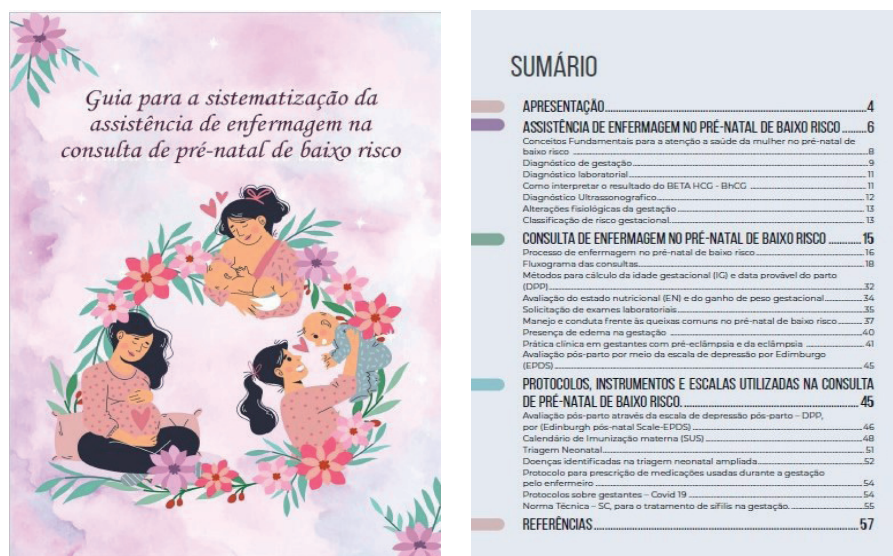 Guia para a sistematização da
assistência de enfermagem na
consulta de pré-natal de baixo risco
SUMÁRIO
APRESENTAÇÃO 4
ASSISTÊNCIA DE ENFERMAGEM NO PRÉ-NATAL DE BAIXO RISCO 6
Conceitos Fundamentais para a atenção a saúde da mulher no pré-natal de
baixo risco 8
Diagnóstico de gestação 9
Diagnóstico laboratorial 11
Como interpretar o resultado do BETA HCG - BhCG 11
Diagnóstico Ultrassonografico 12
Alterações fisiológicas da gestação 13
Classificação de risco gestacional 13
CONSULTA DE ENFERMAGEM NO PRÉ-NATAL DE BAIXO RISCO 15
Processo de enfermagem no pré-natal de baixo risco 16
Fluxograma das consultas 18
Métodos para cálculo da idade gestacional (IG) e data provável do parto
(DPP) 32
Avaliação do estado nutricional (EN) e do ganho de peso gestacional 34
Solicitação de exames laboratoriais 35
Manejo e conduta frente às queixas comuns no pré-natal de baixo risco 37
Presença de edema na gestação 40
Prática clínica em gestantes com pré-eclâmpsia e da eclâmpsia 41
Avaliação pós-parto por meio da escala de depressão por Edimburgo
(EPDS) 45
PROTOCOLOS, INSTRUMENTOS E ESCALAS UTILIZADAS NA CONSULTA
DE PRÉ-NATAL DE BAIXO RISCO. 45
Avaliação pós-parto através da escala de depressão pós-parto – DPP,
por (Edinburgh pós-natal Scale-EPDS) 46
Calendário de Imunização materna (SUS) 48
Triagem Neonatal 51
Doenças identificadas na triagem neonatal ampliada 52
Protocolo para prescrição de medicações usadas durante a gestação
pelo enfermeiro 54
Protocolos sobre gestantes – Covid 19 54
Norma Técnica – SC, para o tratamento de sífilis na gestação. 55
REFERÊNCIAS 57